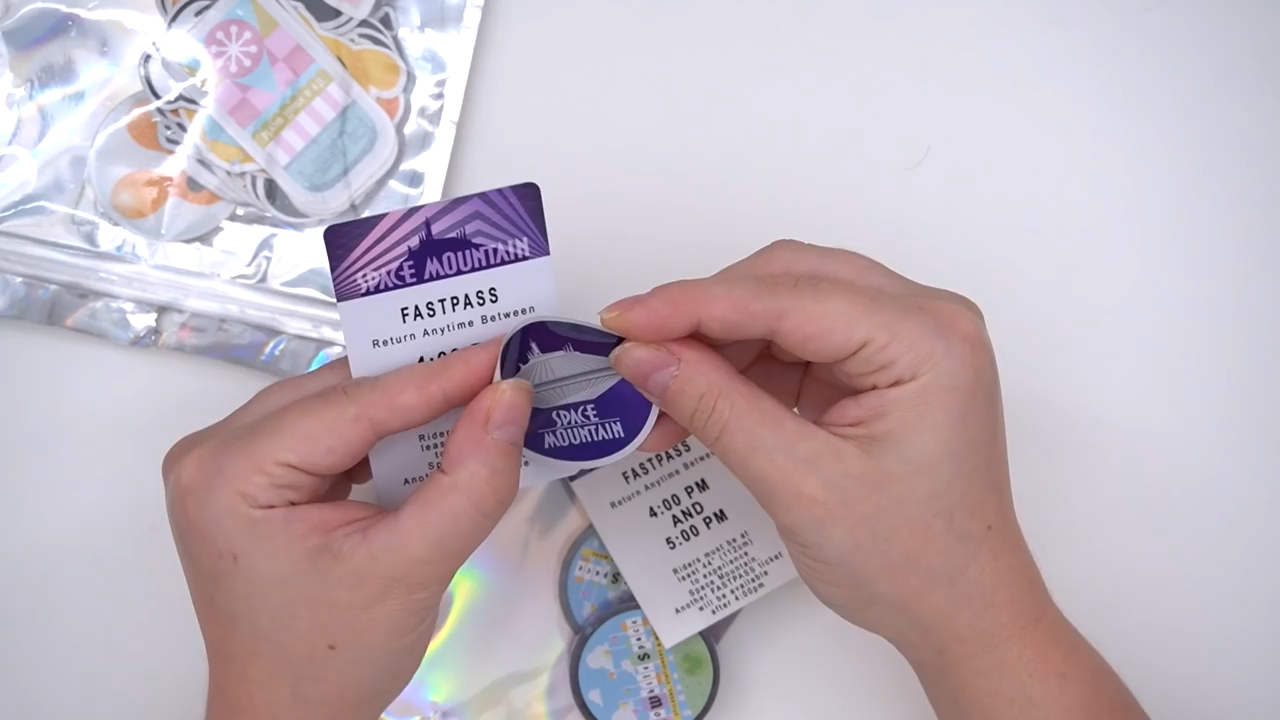 SPACE MOUNTAIN
FASTPASS
Return Anytime Between
SPACE
MOUNTAIN
FASTPASS
Return Anytime Between
4:00 PM
AND
5:00 PM
Riders must be at
least 44" (112cm)
to experience
Space Mountain.
Another FASTPASS ticket
will be available
after 4:00pm